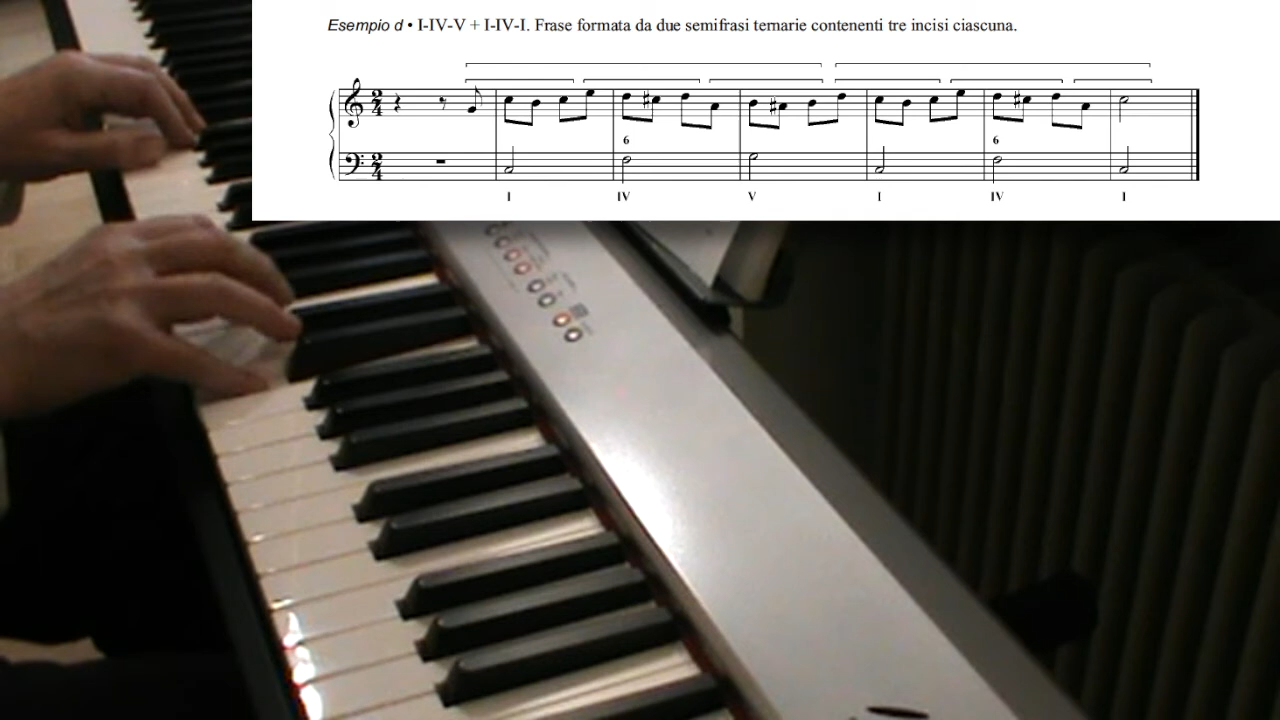 Esempio d • I-IV-V + I-IV-I. Frase formata da due semifrasi ternarie contenenti tre incisi ciascuna.
2 4
6 6
2 4
I IV V I IV I